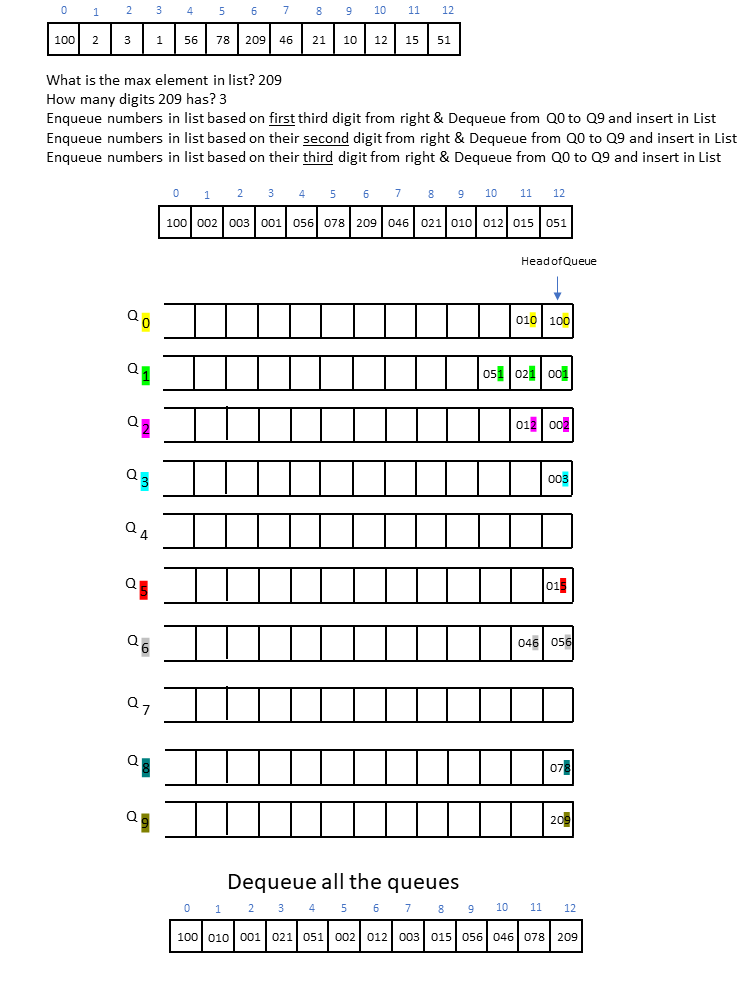 0 1 2 3 4 5 6 7 8 9 10 11 12
100 2 3 1 56 78 209 46 21 10 12 15 51
What is the max element in list? 209
How many digits 209 has? 3
Enqueue numbers in list based on first third digit from right & Dequeue from Q0 to Q9 and insert in List
Enqueue numbers in list based on their second digit from right & Dequeue from Q0 to Q9 and insert in List
Enqueue numbers in list based on their third digit from right & Dequeue from Q0 to Q9 and insert in List
0 1 2 3 4 5 6 7 8 9 10 11 12
100 002 003 001 056 078 209 046 021 010 012 015 051
Head of Queue
Q 0 010 100
Q 1 051 021 001
Q 2 012 002
Q 3 003
Q 4
Q 5 015
Q 6 046 056
Q 7
Q 8 078
Q 9 209
Dequeue all the queues
0 1 2 3 4 5 6 7 8 9 10 11 12
100 010 001 021 051 002 012 003 015 056 046 078 209